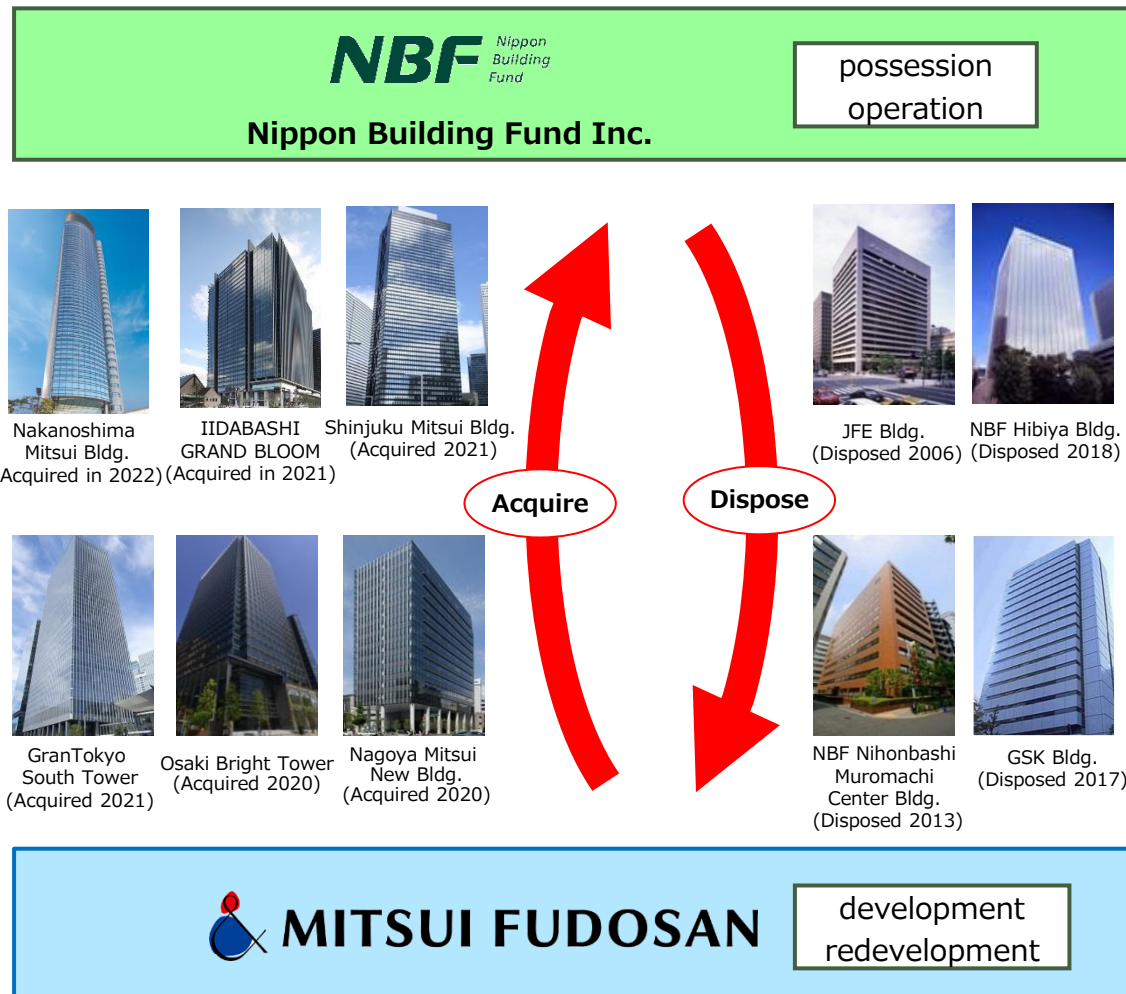 NBF
Nippon
Building
Fund
Nippon Building Fund Inc.
possession
operation
Nakanoshima
Mitsui Bldg.
(Acquired in 2022)
IIDABASHI
GRAND BLOOM
(Acquired in 2021)
Shinjuku Mitsui Bldg.
(Acquired 2021)
JFE Bldg.
(Disposed 2006)
NBF Hibiya Bldg.
(Disposed 2018)
Acquire
Dispose
GranTokyo
South Tower
(Acquired 2021)
Osaki Bright Tower
(Acquired 2020)
Nagoya Mitsui
New Bldg.
(Acquired 2020)
NBF Nihonbashi
Muromachi
Center Bldg.
(Disposed 2013)
GSK Bldg.
(Disposed 2017)
MITSUI FUDOSAN
development
redevelopment